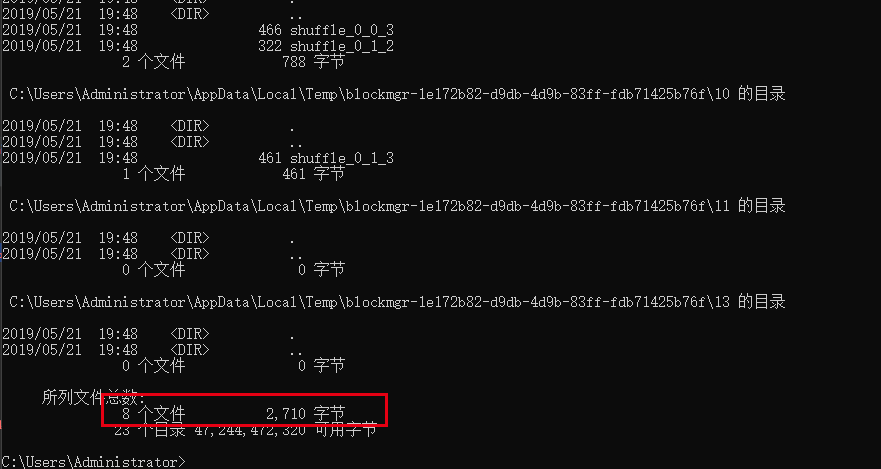 2019/05/21  19:48    <DIR>          .
2019/05/21  19:48    <DIR>          ..
2019/05/21  19:48               466 shuffle_0_0_3
2019/05/21  19:48               322 shuffle_0_1_2
2 个文件            788 字节
C:\Users\Administrator\AppData\Local\Temp\blockmgr-1e172b82-d9db-4d9b-83ff-fdb71425b76f\10 的目录
2019/05/21  19:48    <DIR>          .
2019/05/21  19:48    <DIR>          ..
2019/05/21  19:48               461 shuffle_0_1_3
1 个文件            461 字节
C:\Users\Administrator\AppData\Local\Temp\blockmgr-1e172b82-d9db-4d9b-83ff-fdb71425b76f\11 的目录
2019/05/21  19:48    <DIR>          .
2019/05/21  19:48    <DIR>          ..
0 个文件              0 字节
C:\Users\Administrator\AppData\Local\Temp\blockmgr-1e172b82-d9db-4d9b-83ff-fdb71425b76f\13 的目录
2019/05/21  19:48    <DIR>          .
2019/05/21  19:48    <DIR>          ..
0 个文件              0 字节
所列文件总数:
8 个文件          2,710 字节
23 个目录 47,244,472,320 可用字节
C:\Users\Administrator>